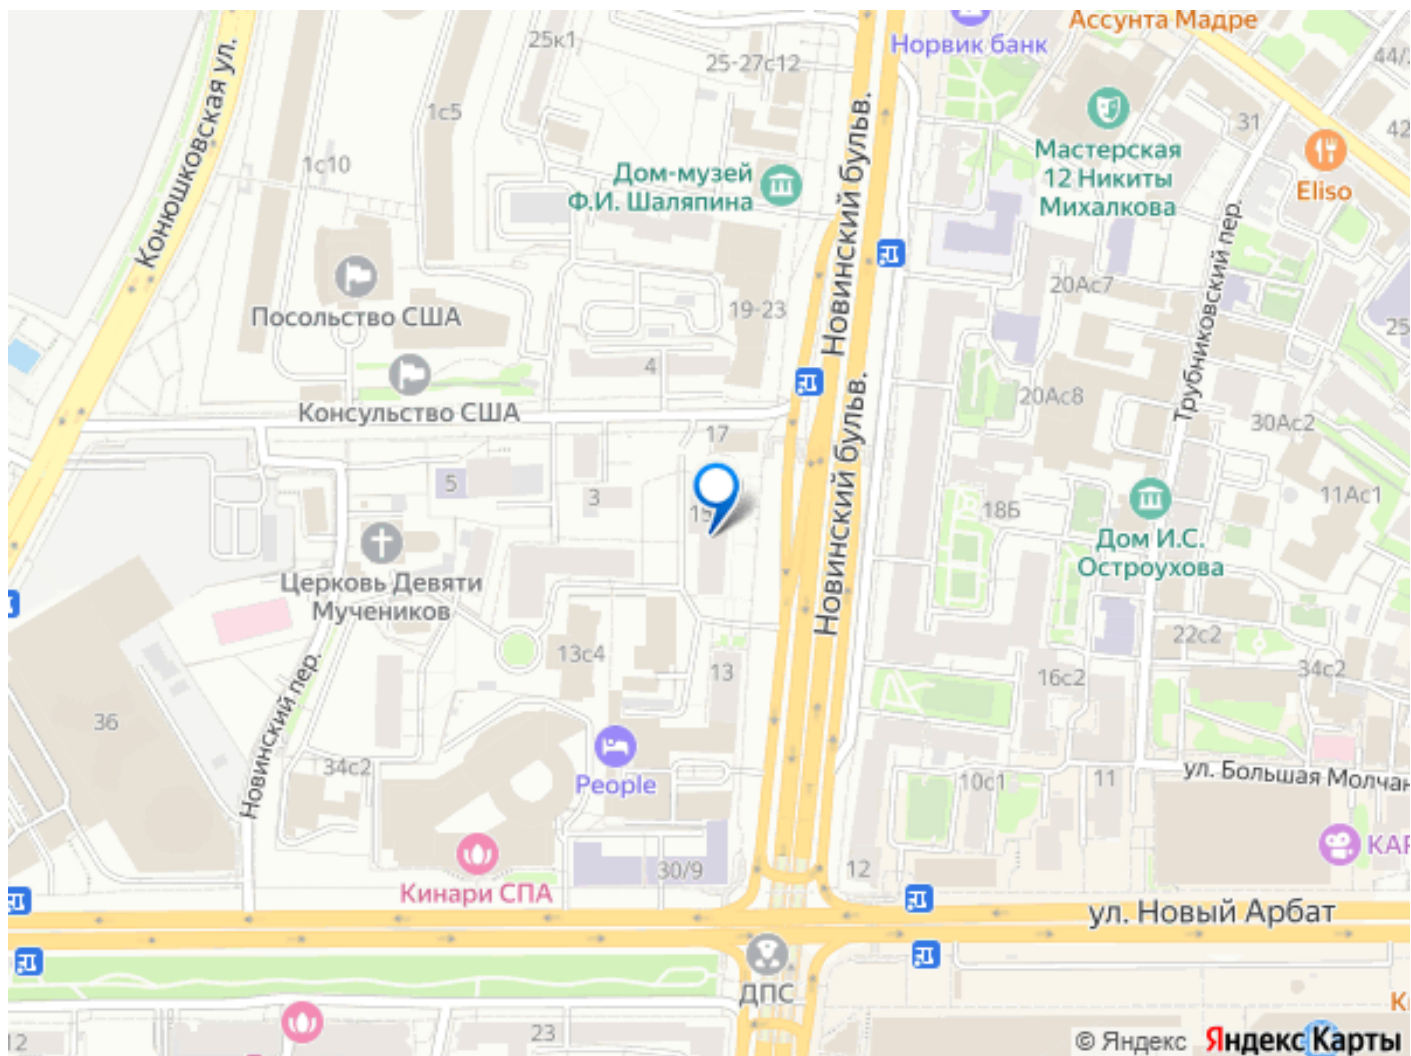 Ассунта Мадре
Норвик банк
25к1
25-27с12
44/
1с5
31
42
Конюшковская ул.
Новинский бульв.
Мастерская
12 Никиты
Михалкова
Eliso
1с10
Дом-музей
Ф.И. Шаляпина
Трубниковский пер.
20Ас7
19-23
Посольство США
25
4
Новинский бульв.
20Ас8
Консульство США
17
30Ас2
5
3
11Ас1
18Б
Дом И.С.
Остроухова
Церковь Девяти
Мучеников
22с2
13с4
13
16с2
34с2
36
Новинский пер.
34с2
People
ул. Большая Молчан
10с1
11
30/9
12
КАР
Кинари СПА
ул. Новый Арбат
ДПС
12
23
© Яндекс Яндекс Карты